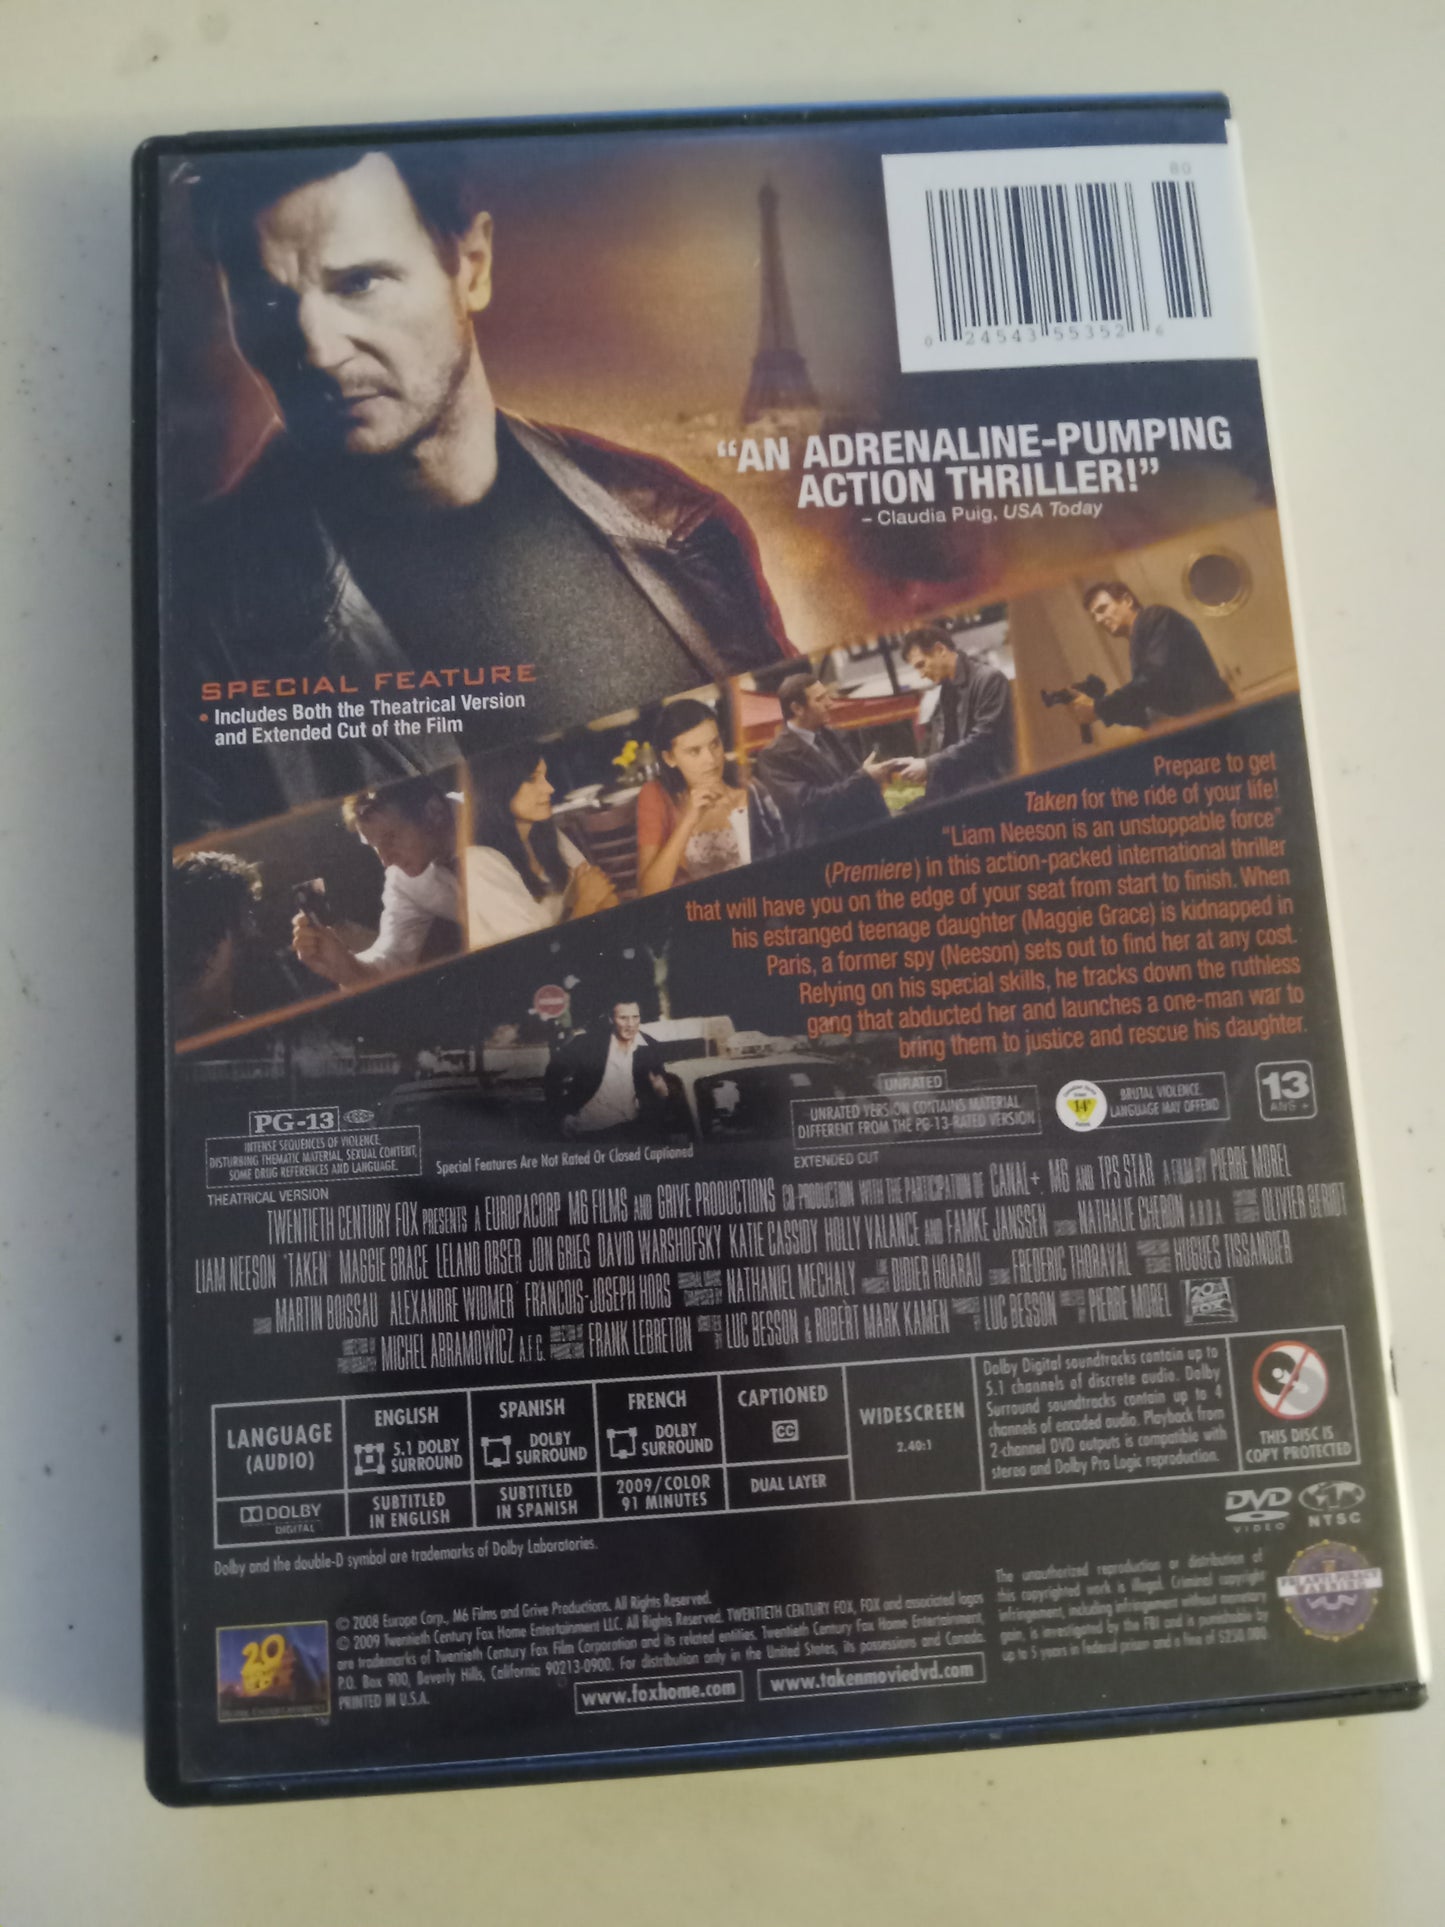 80
0 24543 55352 6
“AN ADRENALINE-PUMPING
ACTION THRILLER!”
– Claudia Puig, USA Today
SPECIAL FEATURE
• Includes Both the Theatrical Version
and Extended Cut of the Film
Prepare to get
Taken for the ride of your life!
“Liam Neeson is an unstoppable force”
(Premiere) in this action-packed international thriller
that will have you on the edge of your seat from start to finish. When
his estranged teenage daughter (Maggie Grace) is kidnapped in
Paris, a former spy (Neeson) sets out to find her at any cost.
Relying on his special skills, he tracks down the ruthless
gang that abducted her and launches a one-man war to
bring them to justice and rescue his daughter.
PG-13
INTENSE SEQUENCES OF VIOLENCE,
DISTURBING THEMATIC MATERIAL, SEXUAL CONTENT,
SOME DRUG REFERENCES AND LANGUAGE.
THEATRICAL VERSION
Special Features Are Not Rated Or Closed Captioned
UNRATED
UNRATED VERSION CONTAINS MATERIAL
DIFFERENT FROM THE PG-13-RATED VERSION
EXTENDED CUT
14
BRUTAL VIOLENCE
LANGUAGE MAY OFFEND
13
ANS +
TWENTIETH CENTURY FOX PRESENTS A EUROPACORP M6 FILMS AND GRIVE PRODUCTIONS CO-PRODUCTION WITH THE PARTICIPATION OF CANAL+, M6 AND TPS STAR A FILM BY PIERRE MOREL
LIAM NEESON “TAKEN” MAGGIE GRACE LELAND ORSER JON GRIES DAVID WARSHOFSKY KATIE CASSIDY HOLLY VALANCE AND FAMKE JANSSEN NATHALIE CHERON A.R.D.A. OLIVIER BERIOT
MARTIN BOISSAU ALEXANDRE WIDMER FRANCOIS-JOSEPH HORS NATHANIEL MECHALY DIDIER HOARAU FREDERIC THORAVAL HUGUES TISSANDIER
MICHEL ABRAMOWICZ A.F.C. FRANK LEBRETON LUC BESSON & ROBERT MARK KAMEN LUC BESSON PIERRE MOREL
LANGUAGE
(AUDIO)
ENGLISH
5.1 DOLBY
SURROUND
SPANISH
DOLBY
SURROUND
FRENCH
DOLBY
SURROUND
CAPTIONED
CC
WIDESCREEN
2.40:1
DOLBY
DIGITAL
SUBTITLED
IN ENGLISH
SUBTITLED
IN SPANISH
2009/COLOR
91 MINUTES
DUAL LAYER
Dolby Digital soundtracks contain up to
5.1 channels of discrete audio. Dolby
Surround soundtracks contain up to 4
channels of encoded audio. Playback from
2-channel DVD outputs is compatible with
stereo and Dolby Pro Logic reproduction.
THIS DISC IS
COPY PROTECTED
DVD
VIDEO
NTSC
Dolby and the double-D symbol are trademarks of Dolby Laboratories.
© 2008 Europa Corp., M6 Films and Grive Productions. All Rights Reserved.
© 2009 Twentieth Century Fox Home Entertainment LLC. All Rights Reserved. TWENTIETH CENTURY FOX, FOX and associated logos
are trademarks of Twentieth Century Fox Film Corporation and its related entities. Twentieth Century Fox Home Entertainment,
P.O. Box 900, Beverly Hills, California 90213-0900. For distribution only in the United States, its possessions and Canada.
PRINTED IN U.S.A.
www.foxhome.com
www.takenmoviedvd.com
The unauthorized reproduction or distribution of
this copyrighted work is illegal. Criminal copyright
infringement, including infringement without monetary
gain, is investigated by the FBI and is punishable by
up to 5 years in federal prison and a fine of $250,000.
20
TM